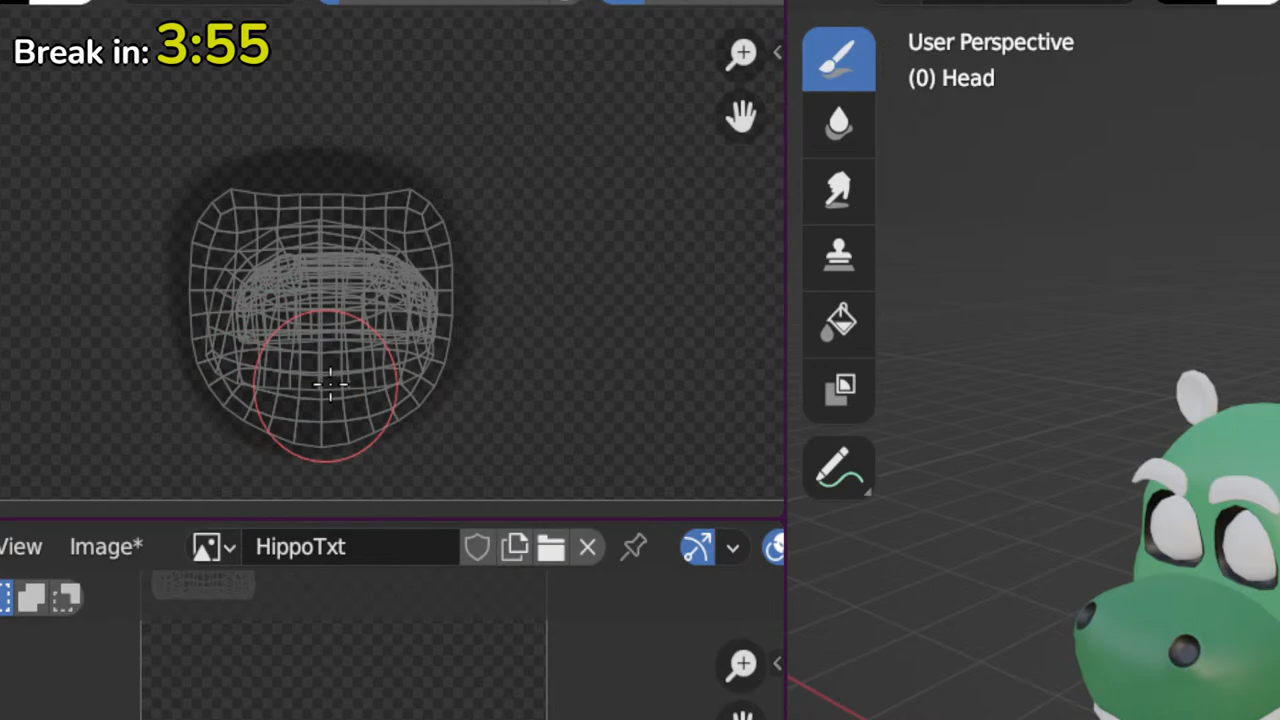 Break in: 3:55
User Perspective
(0) Head
View
Image*
HippoTxt